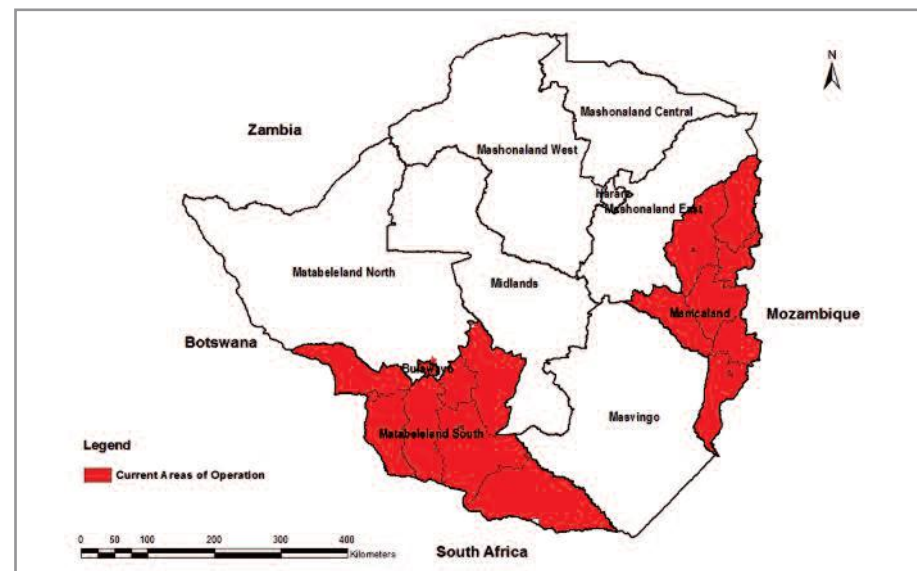 N
Mashonaland Central
Zambia
Mashonaland West
Harare
Mashonaland East
Matabeleland North
Midlands
Manicaland
Mozambique
Botswana
Bulawayo
Masvingo
Matabeleland South
Legend
Current Areas of Operation
0 50 100 200 300 400
Kilometers
South Africa